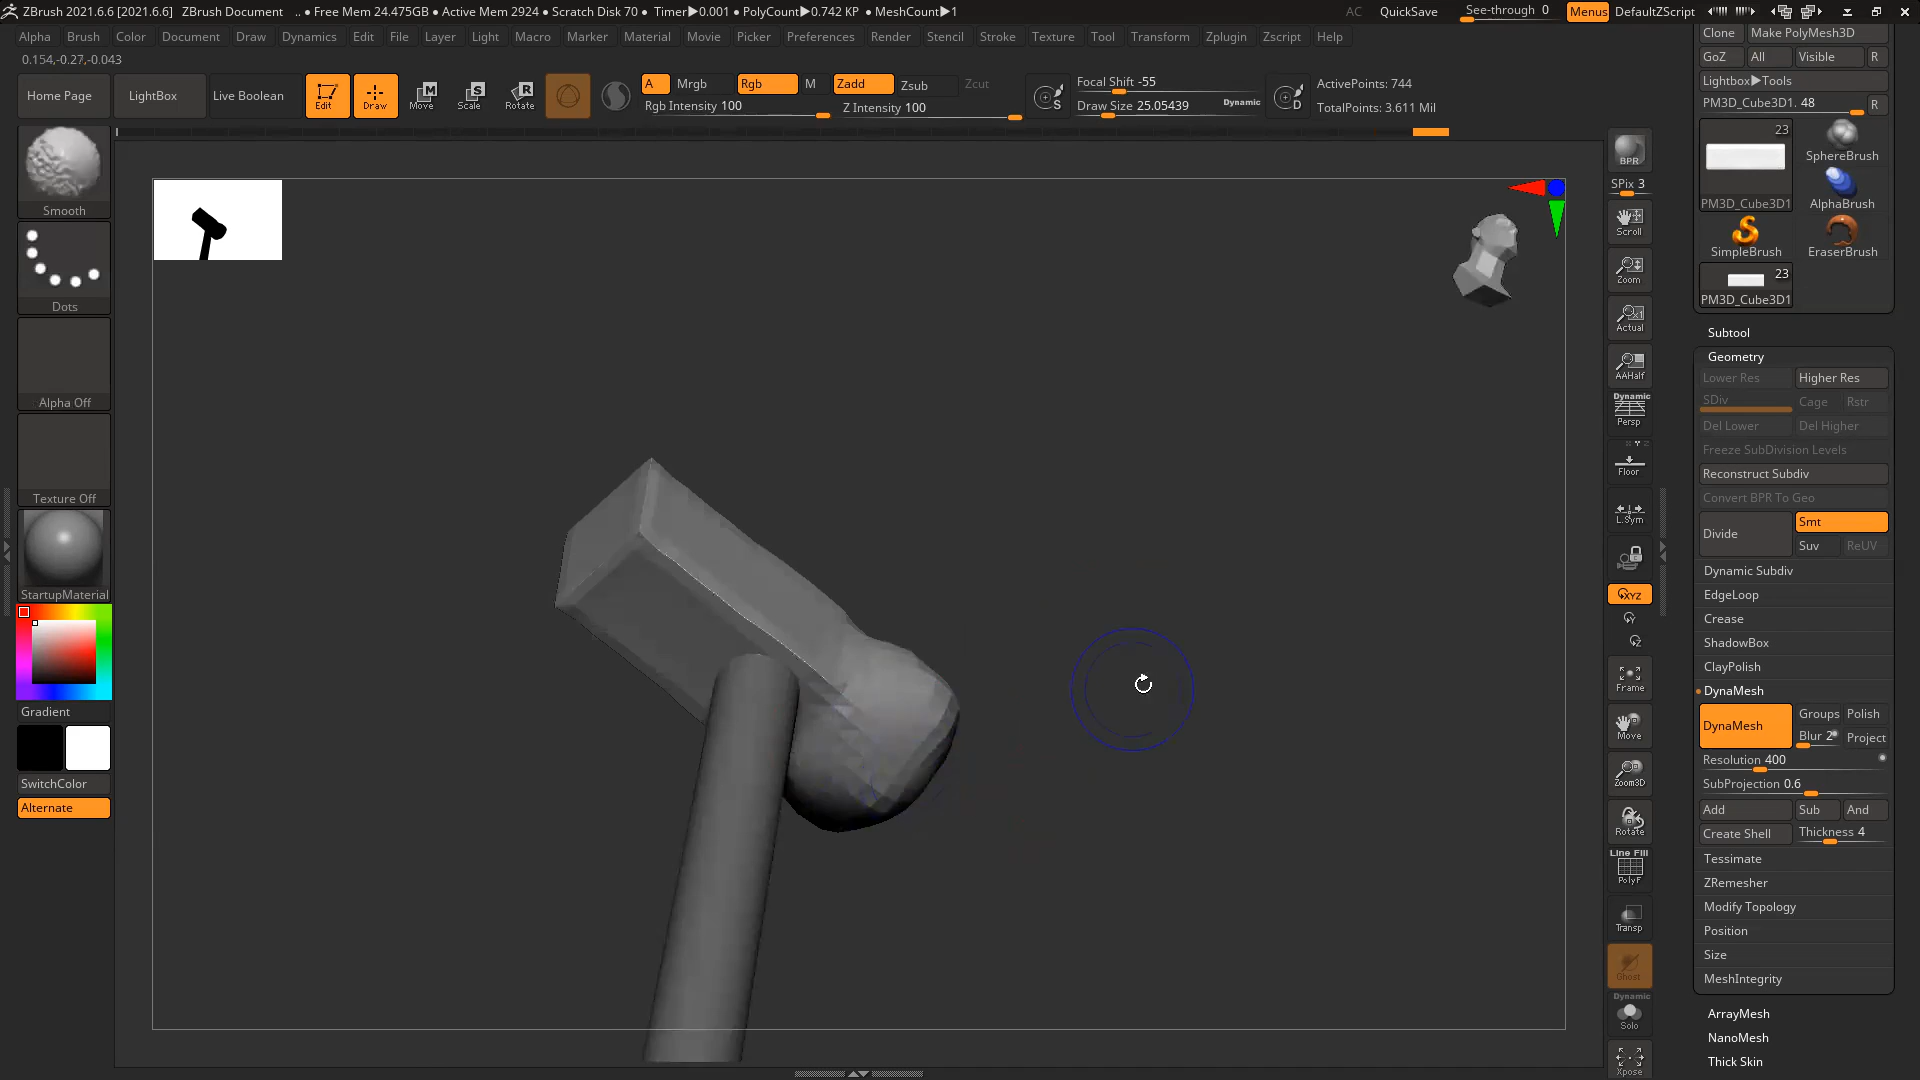 ZBrush 2021.6.6 [2021.6.6] ZBrush Document .. ● Free Mem 24.475GB ● Active Mem 2924 ● Scratch Disk 70 ● Timer▶0.001 ● PolyCount▶0.742 KP ● MeshCount▶1 AC QuickSave See-through 0 Menus DefaultZScript
Alpha Brush Color Document Draw Dynamics Edit File Layer Light Macro Marker Material Movie Picker Preferences Render Stencil Stroke Texture Tool Transform Zplugin Zscript Help
0.154,-0.27,-0.043
Home Page LightBox Live Boolean Edit Draw Move Scale Rotate
A Mrgb Rgb M Zadd Zsub Zcut
Rgb Intensity 100 Z Intensity 100
S Focal Shift -55
Draw Size 25.05439 Dynamic D
ActivePoints: 744
TotalPoints: 3.611 Mil
Smooth
Dots
Alpha Off
Texture Off
StartupMaterial
Gradient
SwitchColor
Alternate
BPR
SPix 3
Scroll
Zoom
Actual
AAHalf
Dynamic
Persp
Floor
L.Sym
XYZ
Y
Z
Frame
Move
Zoom3D
Rotate
Line Fill
PolyF
Transp
Ghost
Dynamic
Solo
Xpose
Clone Make PolyMesh3D
GoZ All Visible R
Lightbox▶Tools
PM3D_Cube3D1. 48 R
23
PM3D_Cube3D1
SphereBrush
AlphaBrush
SimpleBrush
EraserBrush
23
PM3D_Cube3D1
Subtool
Geometry
Lower Res Higher Res
SDiv Cage Rstr
Del Lower Del Higher
Freeze SubDivision Levels
Reconstruct Subdiv
Convert BPR To Geo
Divide Smt
Suv ReUV
Dynamic Subdiv
EdgeLoop
Crease
ShadowBox
ClayPolish
DynaMesh
DynaMesh Groups Polish
Blur 2 Project
Resolution 400
SubProjection 0.6
Add Sub And
Create Shell Thickness 4
Tessimate
ZRemesher
Modify Topology
Position
Size
MeshIntegrity
ArrayMesh
NanoMesh
Thick Skin